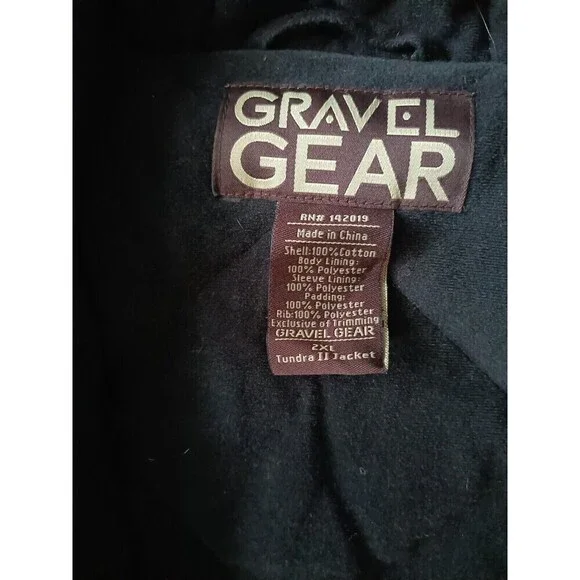 GRAVEL
GEAR
RN# 142019
Made in China
Shell:100%Cotton
Body Lining:
100% Polyester
Sleeve Lining:
100% Polyester
Padding:
100% Polyester
Rib:100% Polyester
Exclusive of Trimming
GRAVEL GEAR
2XL
Tundra II Jacket